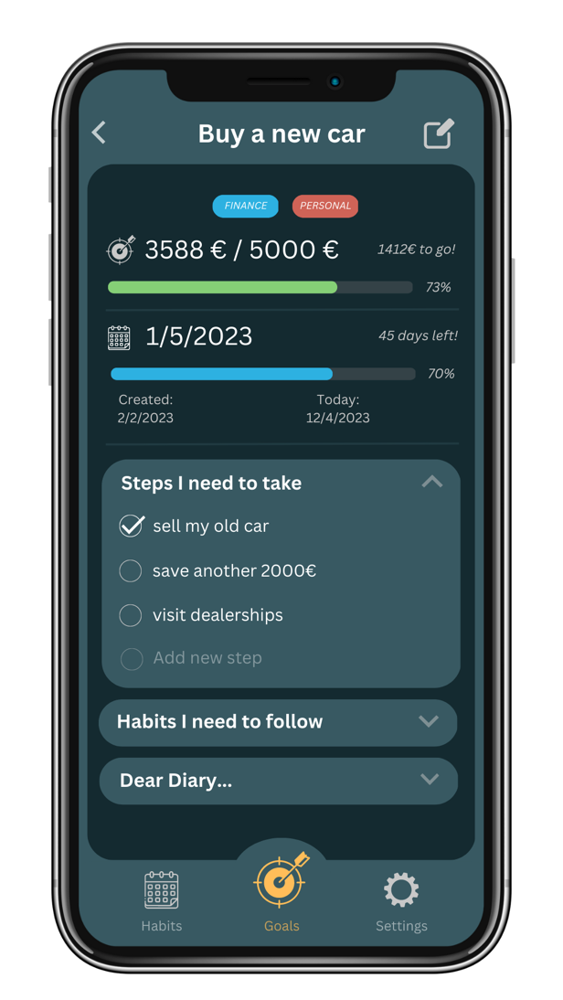 Buy a new car
FINANCE
PERSONAL
3588 € / 5000 €
1412€ to go!
73%
1/5/2023
45 days left!
70%
Created:
2/2/2023
Today:
12/4/2023
Steps I need to take
sell my old car
save another 2000€
visit dealerships
Add new step
Habits I need to follow
Dear Diary...
Habits
Goals
Settings